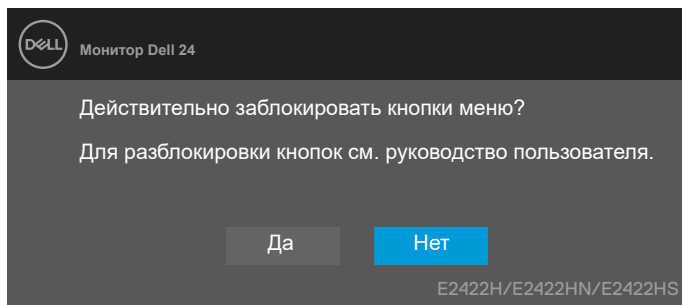 DELL
Монитор Dell 24
Действительно заблокировать кнопки меню?
Для разблокировки кнопок см. руководство пользователя.
Да
Нет
E2422H/E2422HN/E2422HS